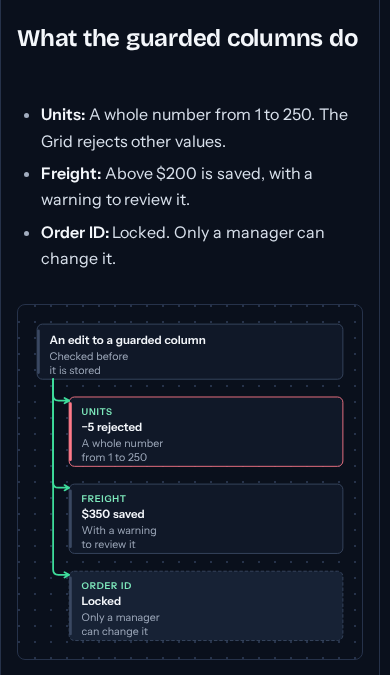 What the guarded columns do
Units: A whole number from 1 to 250. The
Grid rejects other values.
Freight: Above $200 is saved, with a
warning to review it.
Order ID: Locked. Only a manager can
change it.
An edit to a guarded column
Checked before
it is stored
UNITS
−5 rejected
A whole number
from 1 to 250
FREIGHT
$350 saved
With a warning
to review it
ORDER ID
Locked
Only a manager
can change it